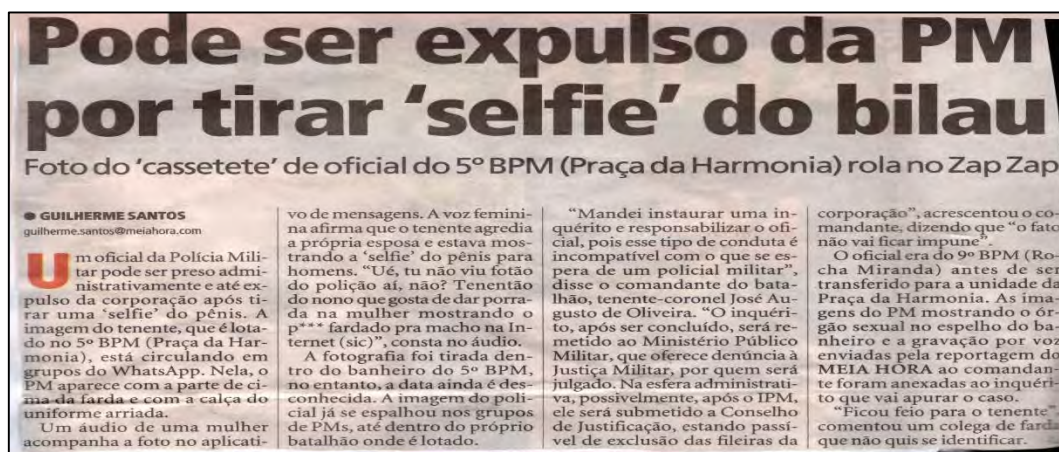 Pode ser expulso da PM
por tirar ‘selfie’ do bilau
Foto do ‘cassetete’ de oficial do 5º BPM (Praça da Harmonia) rola no Zap Zap
● GUILHERME SANTOS
guilherme.santos@meiahora.com
Um oficial da Polícia Mili-
tar pode ser preso admi-
nistrativamente e até ex-
pulso da corporação após ti-
rar uma ‘selfie’ do pênis. A
imagem do tenente, que é lota-
do no 5º BPM (Praça da Har-
monia), está circulando em
grupos do WhatsApp. Nela, o
PM aparece com a parte de ci-
ma da farda e com a calça do
uniforme arriada.
Um áudio de uma mulher
acompanha a foto no aplicati-
vo de mensagens. A voz femini-
na afirma que o tenente agredia
a própria esposa e estava mos-
trando a ‘selfie’ do pênis para
homens. “Ué, tu não viu fotão
do polição aí, não? Tenentão
do nono que gosta de dar porra-
da na mulher mostrando o
p*** fardado pra macho na In-
ternet (sic)”, consta no áudio.
A fotografia foi tirada den-
tro do banheiro do 5º BPM,
no entanto, a data ainda é des-
conhecida. A imagem do poli-
cial já se espalhou nos grupos
de PMs, até dentro do próprio
batalhão onde é lotado.
“Mandei instaurar uma in-
quérito e responsabilizar o ofi-
cial, pois esse tipo de conduta é
incompatível com o que se es-
pera de um policial militar”,
disse o comandante do bata-
lhão, tenente-coronel José Au-
gusto de Oliveira. “O inquéri-
to, após ser concluído, será re-
metido ao Ministério Público
Militar, que oferece denúncia à
Justiça Militar, por quem será
julgado. Na esfera administrati-
va, possivelmente, após o IPM,
ele será submetido a Conselho
de Justificação, estando passí-
vel de exclusão das fileiras da
corporação”, acrescentou o co-
mandante, dizendo que “o fato
não vai ficar impune”.
O oficial era do 9º BPM (Ro-
cha Miranda) antes de ser
transferido para a unidade da
Praça da Harmonia. As ima-
gens do PM mostrando o ór-
gão sexual no espelho do ba-
nheiro e a gravação por voz
enviadas pela reportagem da
MEIA HORA ao comandan-
te foram anexadas ao inquéri-
to que vai apurar o caso.
“Ficou feio para o tenente”,
comentou um colega de farda
que não quis se identificar.